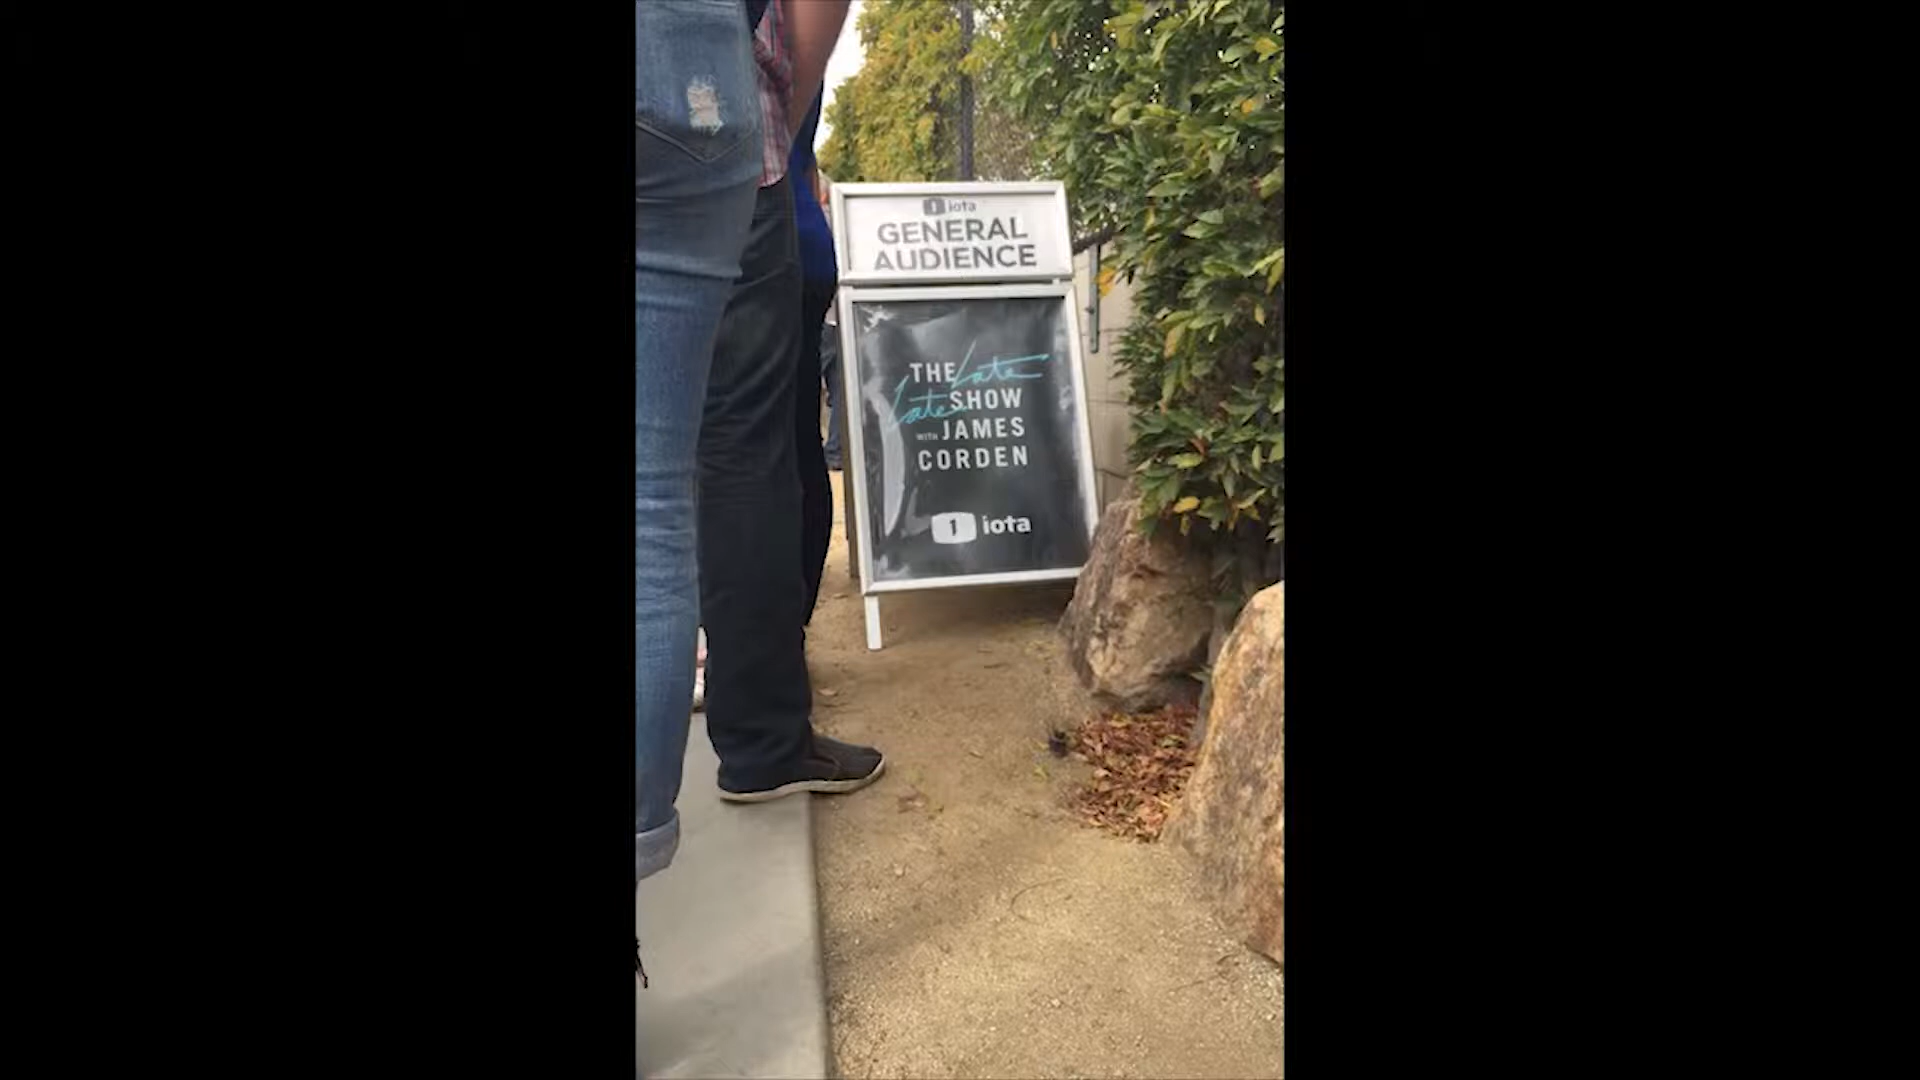 1 iota
GENERAL
AUDIENCE
THE Late
Late SHOW
WITH JAMES
CORDEN
1 iota